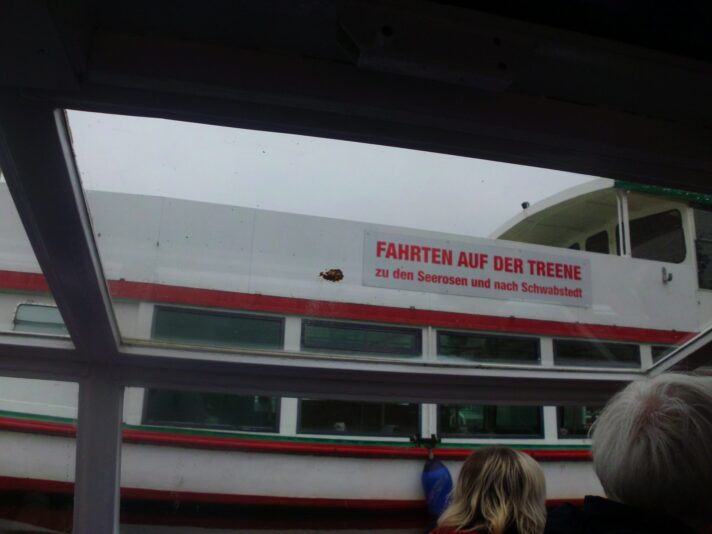 FAHRTEN AUF DER TREENE
zu den Seerosen und nach Schwabstedt